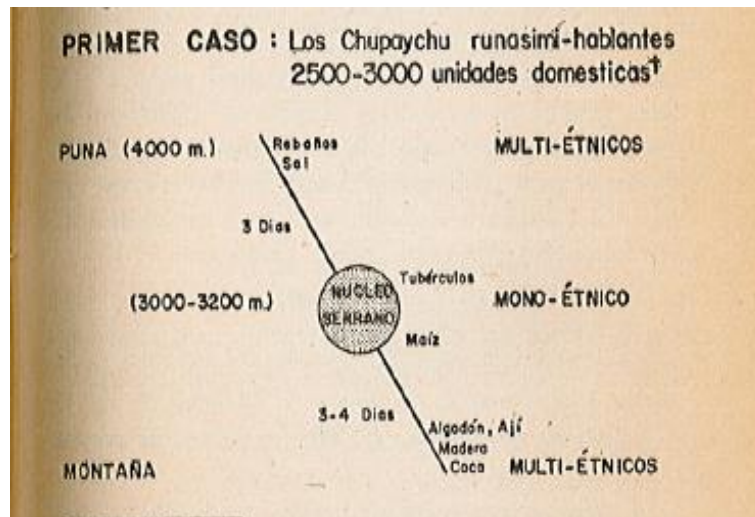 PRIMER CASO : Los Chupaychu runasimi-hablantes
2500-3000 unidades domesticas†
PUNA (4000 m.)
Rebaños
Sal
MULTI-ÉTNICOS
3 Dias
(3000-3200 m.)
NUCLEO
SERRANO
Tubérculos
MONO-ÉTNICO
Maíz
3-4 Dias
Algodón, Ají
Madera
Coca
MONTAÑA
MULTI-ÉTNICOS